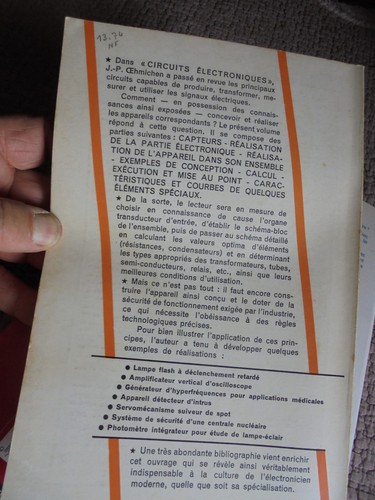 13.74
NF
★ Dans « CIRCUITS ÉLECTRONIQUES »,
J.-P. Œhmichen a passé en revue les principaux
circuits capables de produire, transformer, me-
surer et utiliser les signaux électriques.
Comment — en possession des connais-
sances ainsi exposées — concevoir et réaliser
les appareils correspondants ? Le présent volume
répond à cette question. Il se compose des
parties suivantes : CAPTEURS - RÉALISATION
DE LA PARTIE ÉLECTRONIQUE - RÉALISA-
TION DE L'APPAREIL DANS SON ENSEMBLE
- EXEMPLES DE CONCEPTION - CALCUL -
EXÉCUTION ET MISE AU POINT - CARAC-
TÉRISTIQUES ET COURBES DE QUELQUES
ÉLÉMENTS SPÉCIAUX.
★ De la sorte, le lecteur sera en mesure de
choisir en connaissance de cause l'organe
transducteur d'entrée, d'établir le schéma-bloc
de l'ensemble, puis de passer au schéma détaillé
en calculant les valeurs optima d'éléments
(résistances, condensateurs) et en déterminant
les types appropriés des transformateurs, tubes,
semi-conducteurs, relais, etc., ainsi que leurs
meilleures conditions d'utilisation.
★ Mais ce n'est pas tout : il faut encore cons-
truire l'appareil ainsi conçu et le doter de la
sécurité de fonctionnement exigée par l'industrie,
ce qui nécessite l'obéissance à des règles
technologiques précises.
Pour bien illustrer l'application de ces prin-
cipes, l'auteur a tenu à développer quelques
exemples de réalisations :
● Lampe flash à déclenchement retardé
● Amplificateur vertical d'oscilloscope
● Générateur d'hyperfréquences pour applications médicales
● Appareil détecteur d'intrus
● Servomécanisme suiveur de spot
● Système de sécurité d'une centrale nucléaire
● Photomètre intégrateur pour étude de lampe-éclair
★ Une très abondante bibliographie vient enrichir
cet ouvrage qui se révèle ainsi véritablement
indispensable à la culture de l'électronicien
moderne, quelle que soit sa spécialisation.